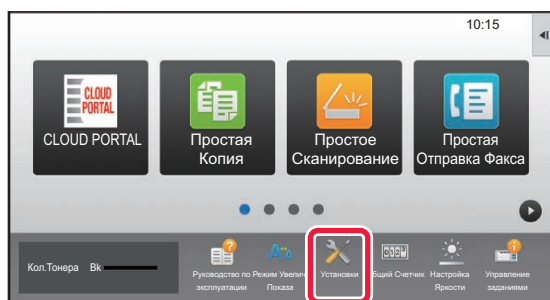 10:15
CLOUD
PORTAL
CLOUD PORTAL
Простая
Копия
Простое
Сканирование
Простая
Отправка Факса
Кол.Тонера Bk
Руководство по
эксплуатации
Режим Увелич
Показа
Установки
бщий Счетчик
Настройка
Яркости
Управление
заданиями